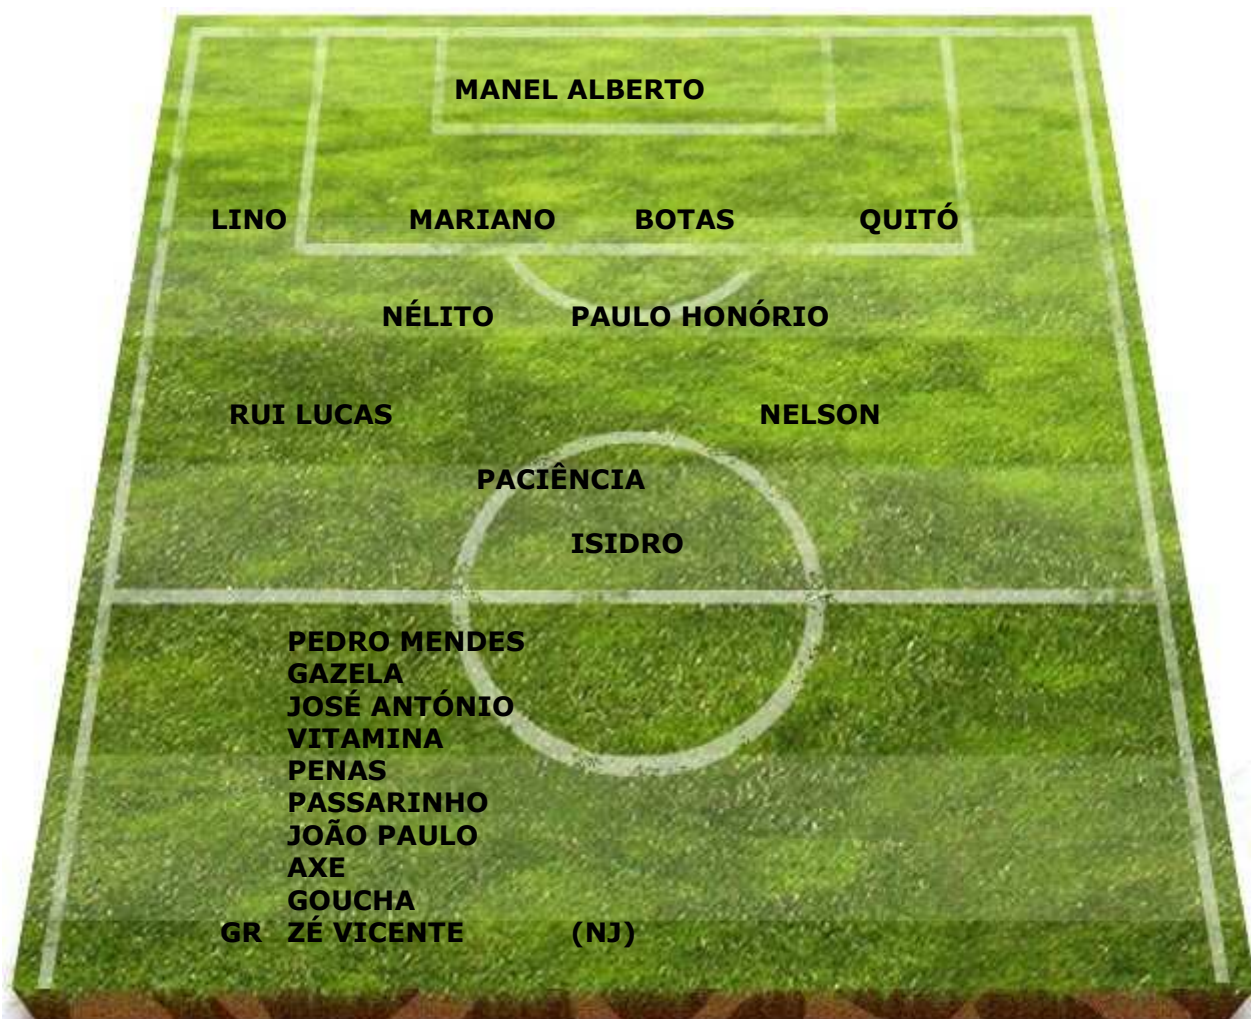 MANEL ALBERTO
LINO MARIANO BOTAS QUITÓ
NÉLITO PAULO HONÓRIO
RUI LUCAS NELSON
PACIÊNCIA
ISIDRO
PEDRO MENDES
GAZELA
JOSÉ ANTÓNIO
VITAMINA
PENAS
PASSARINHO
JOÃO PAULO
AXE
GOUCHA
GR ZÉ VICENTE (NJ)